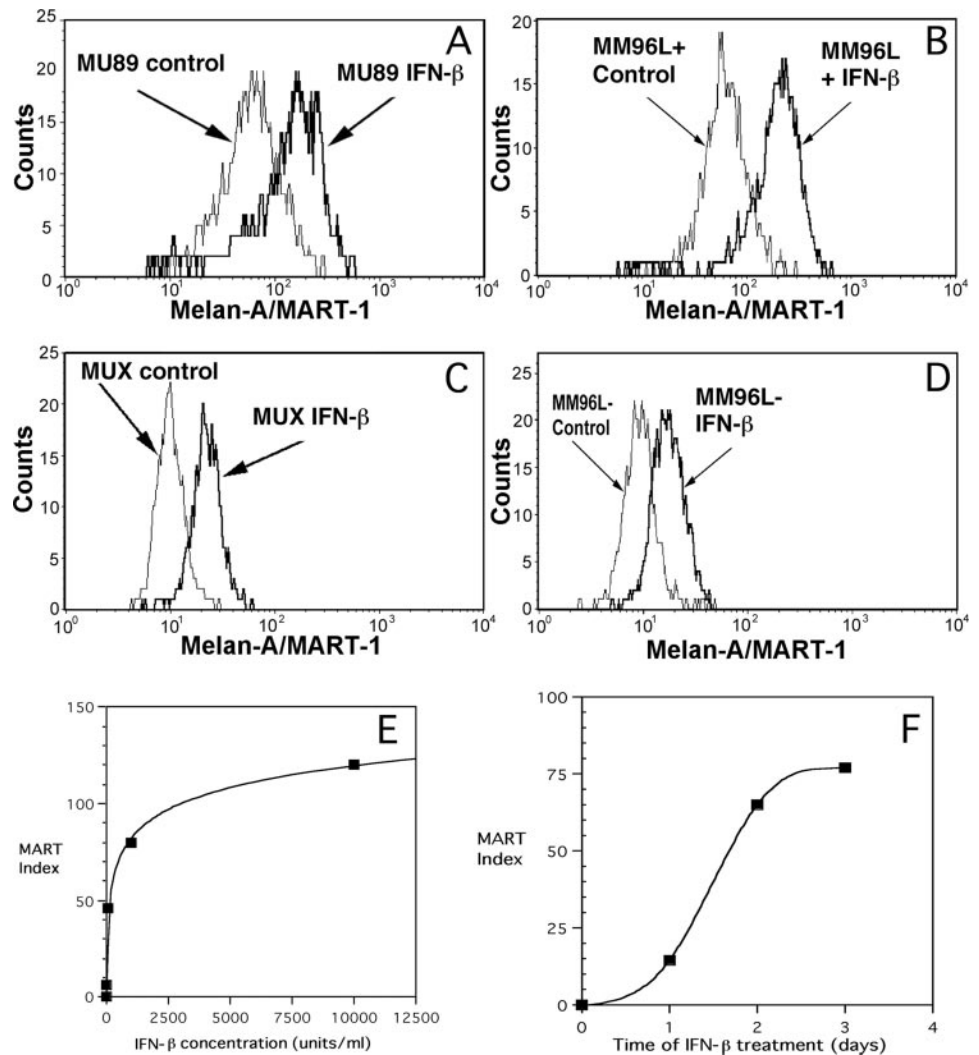 A
MU89 control
MU89 IFN-β
Counts
20
15
10
5
0
10⁰ 10¹ 10² 10³ 10⁴
Melan-A/MART-1
B
MM96L+
Control
MM96L
+ IFN-β
Counts
20
15
10
5
0
10⁰ 10¹ 10² 10³ 10⁴
Melan-A/MART-1
C
MUX control
MUX IFN-β
Counts
25
20
15
10
5
0
10⁰ 10¹ 10² 10³ 10⁴
Melan-A/MART-1
D
MM96L-
Control
MM96L-
IFN-β
Counts
25
20
15
10
5
0
10⁰ 10¹ 10² 10³ 10⁴
Melan-A/MART-1
E
150
100
50
0
MART
Index
0 2500 5000 7500 10000 12500
IFN-β concentration (units/ml)
F
100
75
50
25
0
MART
Index
0 1 2 3 4
Time of IFN-β treatment (days)